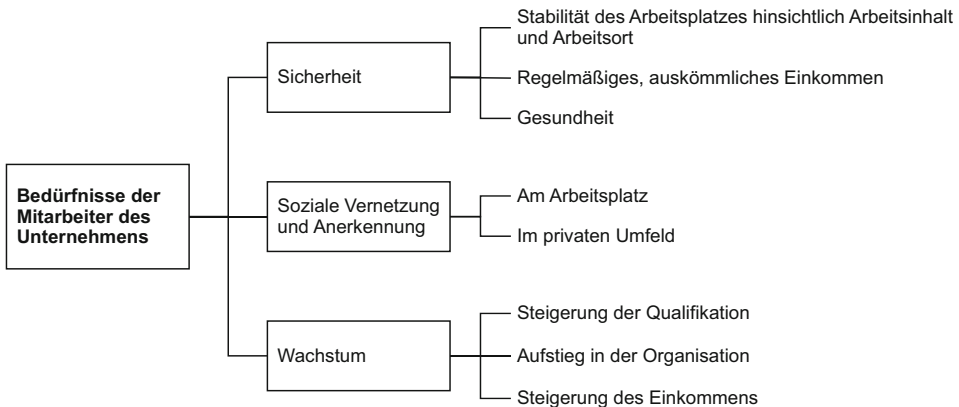 Stabilität des Arbeitsplatzes hinsichtlich Arbeitsinhalt
und Arbeitsort
Sicherheit
Regelmäßiges, auskömmliches Einkommen
Gesundheit
Bedürfnisse der
Mitarbeiter des
Unternehmens
Soziale Vernetzung
und Anerkennung
Am Arbeitsplatz
Im privaten Umfeld
Wachstum
Steigerung der Qualifikation
Aufstieg in der Organisation
Steigerung des Einkommens